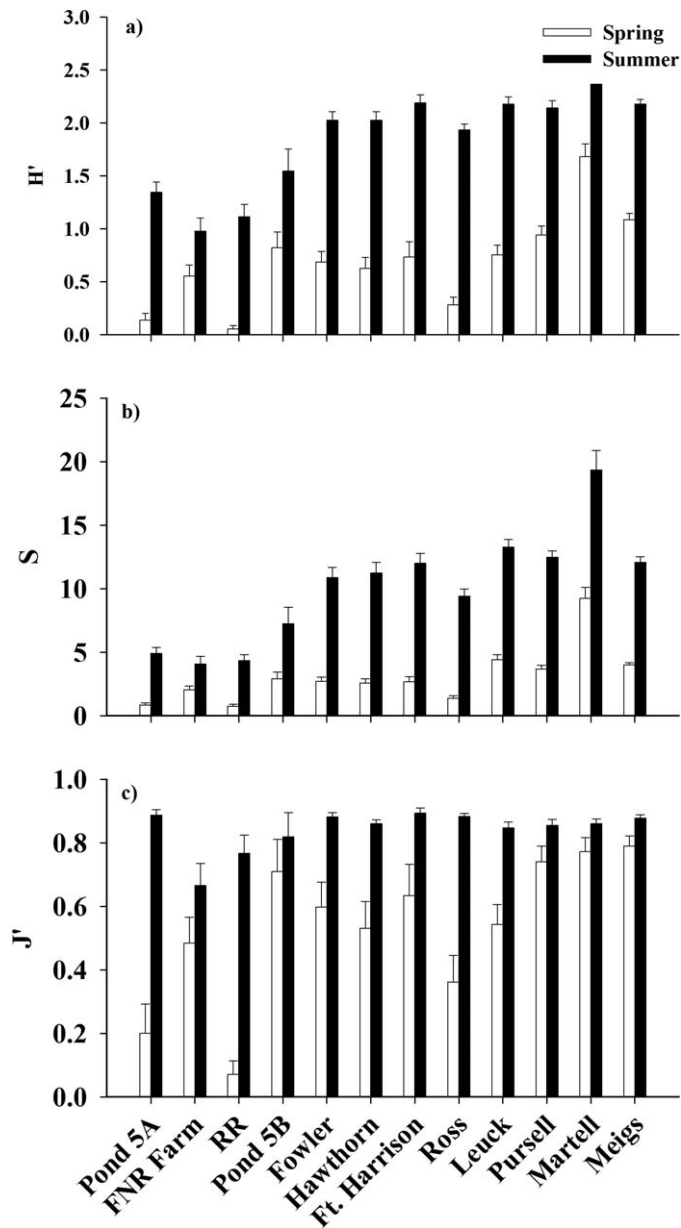 a)
Spring
Summer
3.0
2.5
2.0
1.5
1.0
0.5
0.0
H'
b)
25
20
15
10
5
0
S
c)
1.0
0.8
0.6
0.4
0.2
0.0
J'
Pond 5A
FNR Farm
RR
Pond 5B
Fowler
Hawthorn
Ft. Harrison
Ross
Leuck
Pursell
Martell
Meigs